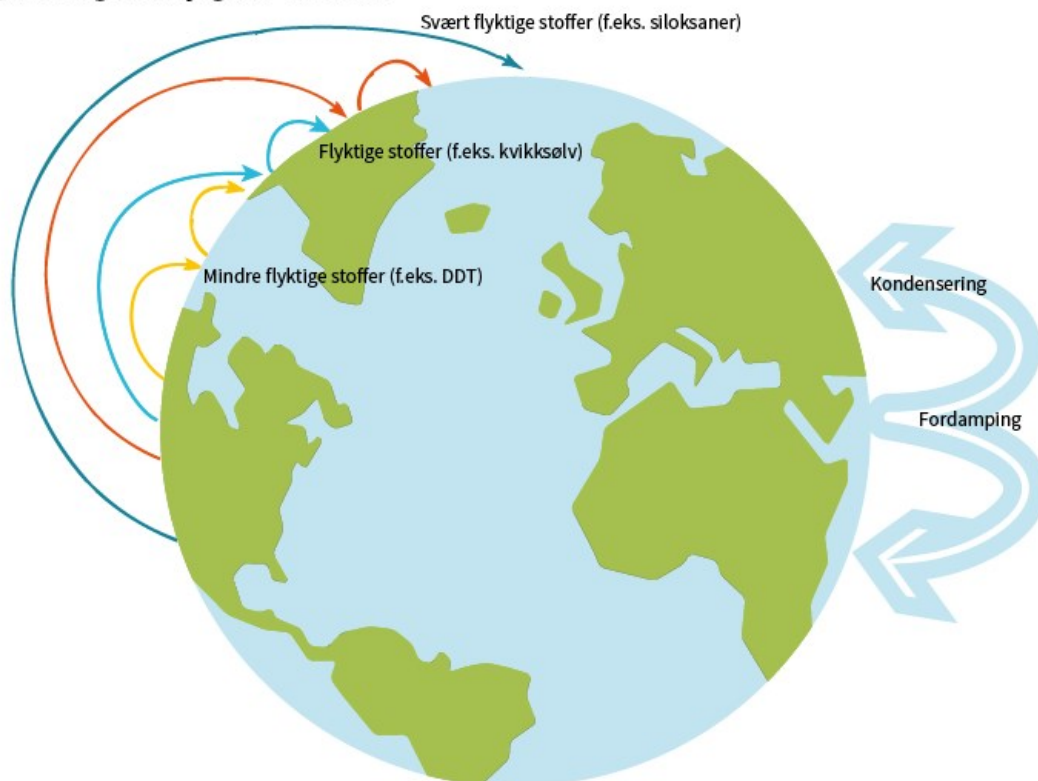 Svært flyktige stoffer (f.eks. siloksaner)
Flyktige stoffer (f.eks. kvikksølv)
Mindre flyktige stoffer (f.eks. DDT)
Kondensering
Fordamping